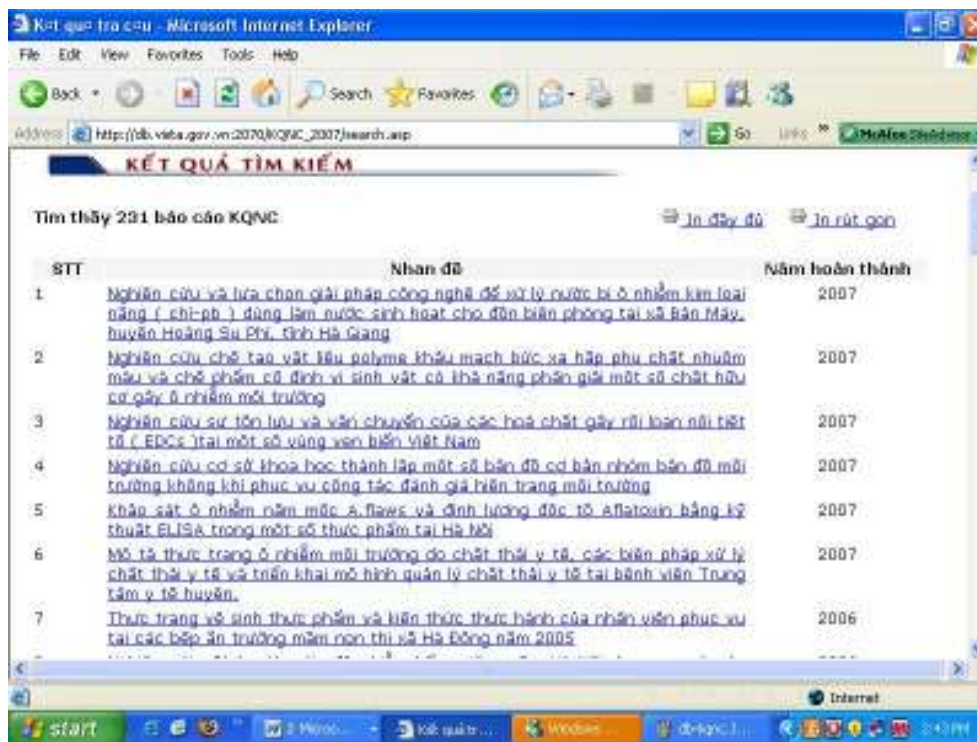 Kết quả tra cứu - Microsoft Internet Explorer
File Edit View Favorites Tools Help
Back Search Favorites
Address http://db.vista.gov.vn:2070/KQNC_2007/search.asp Go Links McAfee SiteAdvisor
KẾT QUẢ TÌM KIẾM
Tìm thấy 231 báo cáo KQNC In đầy đủ In rút gọn
STT Nhan đề Năm hoàn thành
1 Nghiên cứu và lựa chọn giải pháp công nghệ để xử lý nước bị ô nhiễm kim loại 2007
nặng ( chì-pb ) dùng làm nước sinh hoạt cho đồn biên phòng tại xã Bản Máy,
huyện Hoàng Su Phì, tỉnh Hà Giang
2 Nghiên cứu chế tạo vật liệu polyme khâu mạch bức xạ hấp phụ chất nhuộm 2007
màu và chế phẩm cố định vi sinh vật có khả năng phân giải một số chất hữu
cơ gây ô nhiễm môi trường
3 Nghiên cứu sự tồn lưu và vận chuyển của các hoá chất gây rối loạn nội tiết 2007
tố ( EDCs )tại một số vùng ven biển Việt Nam
4 Nghiên cứu cơ sở khoa học thành lập một số bản đồ cơ bản nhóm bản đồ môi 2007
trường không khí phục vụ công tác đánh giá hiện trạng môi trường
5 Khảo sát ô nhiễm nấm mốc A.flaws và định lượng độc tố Aflatoxin bằng kỹ 2007
thuật ELISA trong một số thực phẩm tại Hà Nội
6 Mô tả thực trạng ô nhiễm môi trường do chất thải y tế, các biện pháp xử lý 2007
chất thải y tế và triển khai mô hình quản lý chất thải y tế tại bệnh viện Trung
tâm y tế huyện.
7 Thực trạng vệ sinh thực phẩm và kiến thức thực hành của nhân viên phục vụ 2006
tại các bếp ăn trường mầm non thị xã Hà Đông năm 2005
Internet
start Kết quả tr... Windows ... 2:43 PM